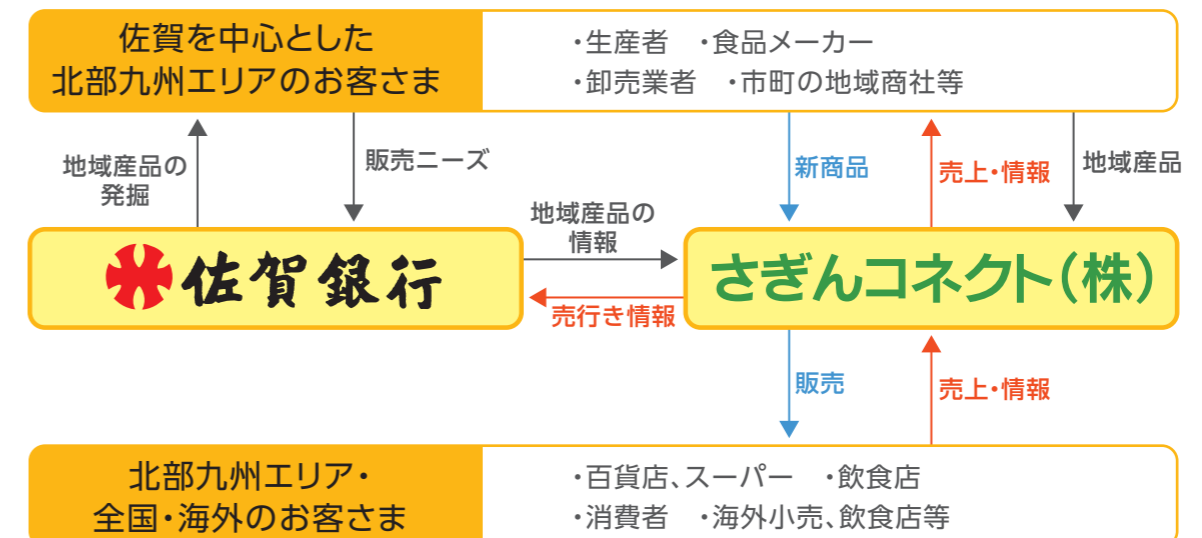 佐賀を中心とした
北部九州エリアのお客さま
・生産者　・食品メーカー
・卸売業者　・市町の地域商社等
地域産品の
発掘
販売ニーズ
新商品
売上・情報
地域産品
地域産品の
情報
佐賀銀行
さぎんコネクト(株)
売行き情報
販売
売上・情報
北部九州エリア・
全国・海外のお客さま
・百貨店、スーパー　・飲食店
・消費者　・海外小売、飲食店等